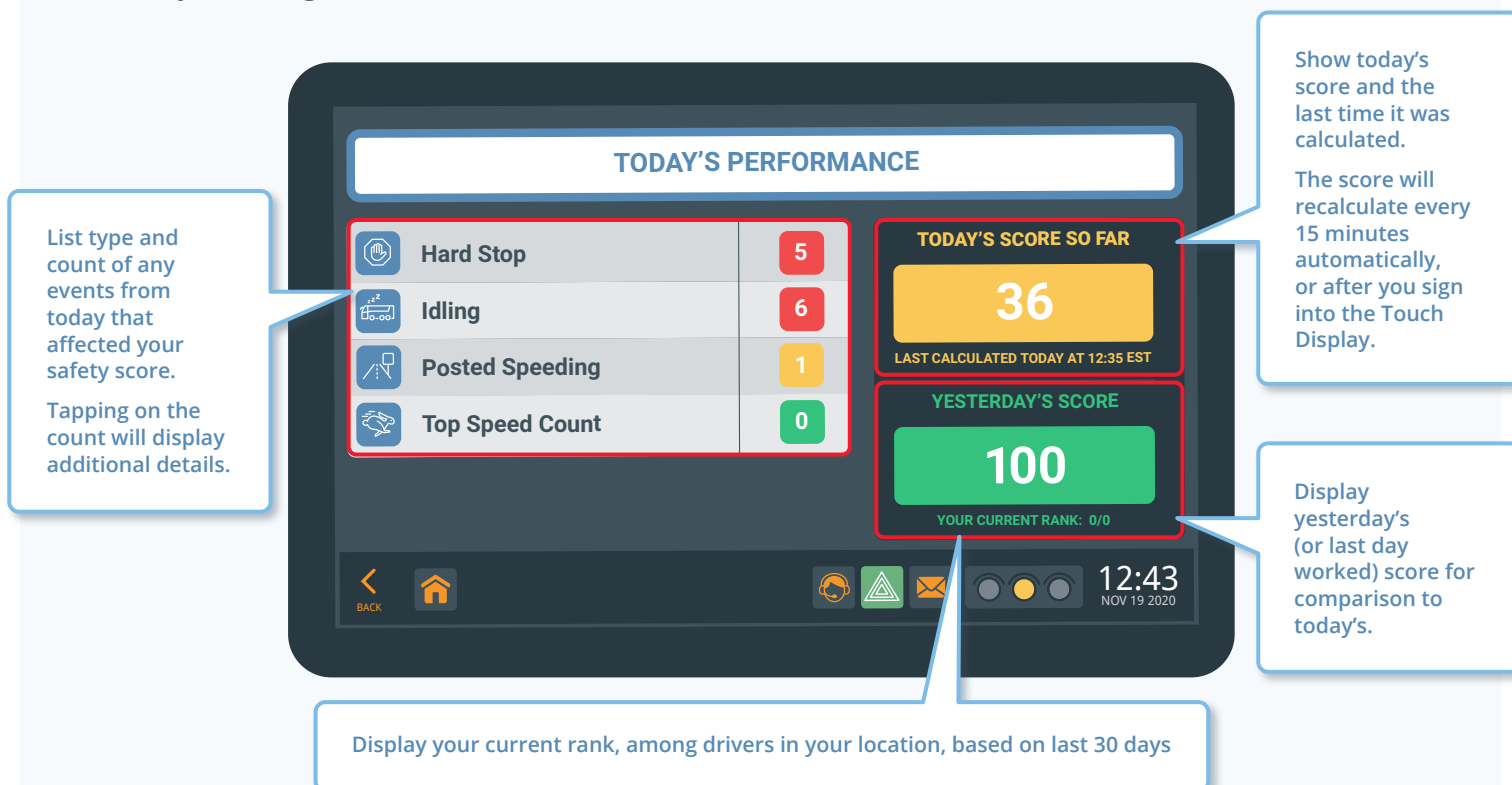 List type and
count of any
events from
today that
affected your
safety score.
Tapping on the
count will display
additional details.
TODAY'S PERFORMANCE
Hard Stop 5
zzz
Idling 6
Posted Speeding 1
Top Speed Count 0
TODAY'S SCORE SO FAR
36
LAST CALCULATED TODAY AT 12:35 EST
YESTERDAY'S SCORE
100
YOUR CURRENT RANK: 0/0
BACK
12:43
NOV 19 2020
Show today's
score and the
last time it was
calculated.
The score will
recalculate every
15 minutes
automatically,
or after you sign
into the Touch
Display.
Display
yesterday's
(or last day
worked) score for
comparison to
today's.
Display your current rank, among drivers in your location, based on last 30 days